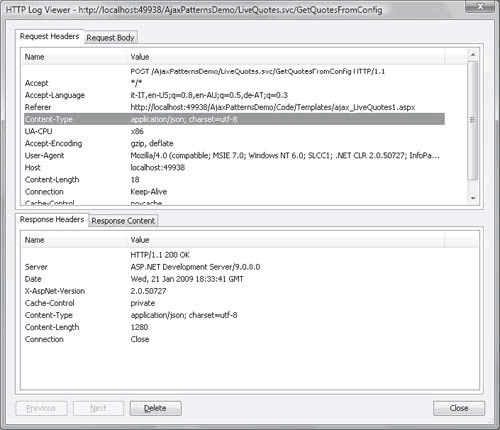 HTTP Log Viewer - http://localhost:49938/AjaxPatternsDemo/LiveQuotes.svc/GetQuotesFromConfig
Request Headers Request Body
Name Value
POST /AjaxPatternsDemo/LiveQuotes.svc/GetQuotesFromConfig HTTP/1.1
Accept */*
Accept-Language it-IT,en-US;q=0.8,en-AU;q=0.5,de-AT;q=0.3
Referer http://localhost:49938/AjaxPatternsDemo/Code/Templates/ajax_LiveQuotes1.aspx
Content-Type application/json; charset=utf-8
UA-CPU x86
Accept-Encoding gzip, deflate
User-Agent Mozilla/4.0 (compatible; MSIE 7.0; Windows NT 6.0; SLCC1; .NET CLR 2.0.50727; InfoPa...
Host localhost:49938
Content-Length 18
Connection Keep-Alive
Cache-Control no-cache
Response Headers Response Content
Name Value
HTTP/1.1 200 OK
Server ASP.NET Development Server/9.0.0.0
Date Wed, 21 Jan 2009 18:33:41 GMT
X-AspNet-Version 2.0.50727
Cache-Control private
Content-Type application/json; charset=utf-8
Content-Length 1280
Connection Close
Previous Next Delete Close